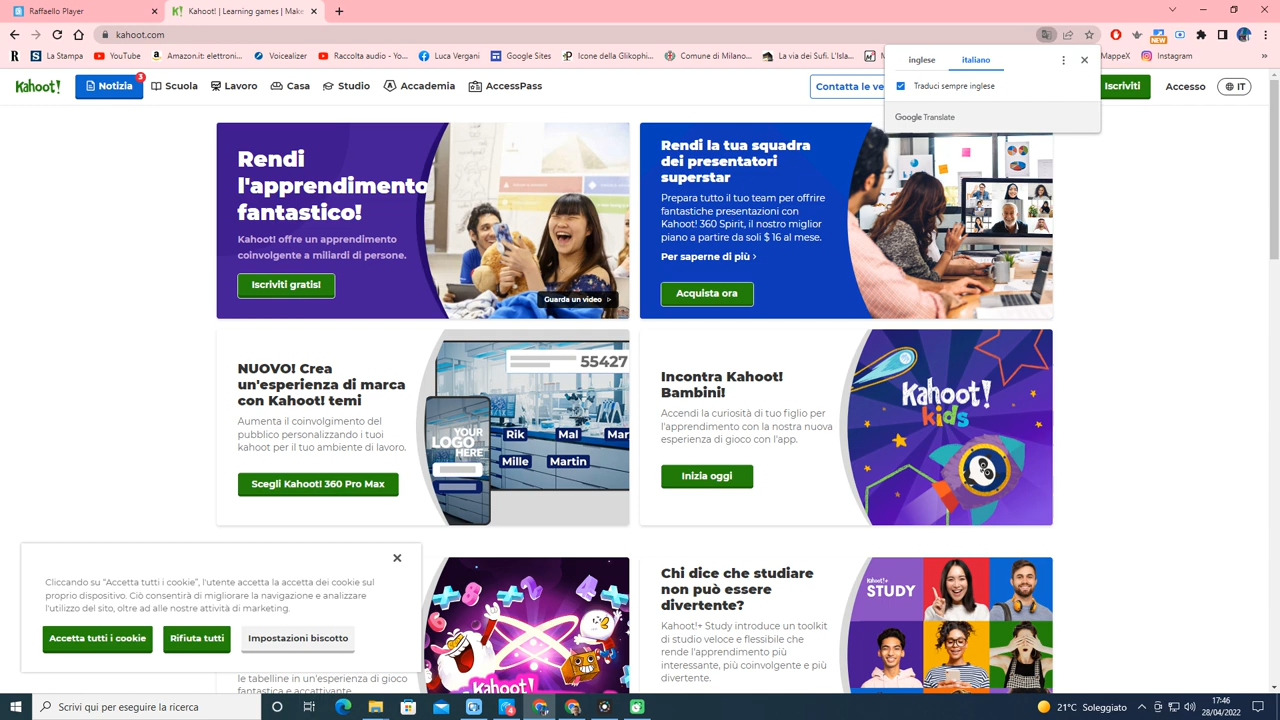 Raffaello Player
Kahoot! | Learning games | Make
kahoot.com
La Stampa
YouTube
Amazon.it: elettroni...
Voicealizer
Raccolta audio -
Luca Lergani
Google Sites
Icone della Glikophi...
Comune di Milano...
La via dei Sufi. L'Isla...
MappeX
Instagram
»
inglese
italiano
Traduci sempre inglese
Google Translate
Kahoot!
Notizia
3
Scuola
Lavoro
Casa
Studio
Accademia
AccessPass
Contatta le ve
Iscriviti
Accesso
IT
Rendi
l'apprendimento
fantastico!
Kahoot! offre un apprendimento
coinvolgente a miliardi di persone.
Iscriviti gratis!
Guarda un video
Rendi la tua squadra
dei presentatori
superstar
Prepara tutto il tuo team per offrire
fantastiche presentazioni con
Kahoot! 360 Spirit, il nostro miglior
piano a partire da soli $ 16 al mese.
Per saperne di più ›
Acquista ora
NUOVO! Crea
un'esperienza di marca
con Kahoot! temi
Aumenta il coinvolgimento del
pubblico personalizzando i tuoi
kahoot per il tuo ambiente di lavoro.
Scegli Kahoot! 360 Pro Max
55427
YOUR
LOGO
HERE
Rik Mal Mar
Mille Martin
Incontra Kahoot!
Bambini!
Accendi la curiosità di tuo figlio per
l'apprendimento con la nostra nuova
esperienza di gioco con l'app.
Inizia oggi
Kahoot!
kids
Cliccando su "Accetta tutti i cookie", l'utente accetta la accetta dei cookie sul
proprio dispositivo. Ciò consente di migliorare la navigazione e analizzare
l'utilizzo del sito, oltre ad alle nostre attività di marketing.
Accetta tutti i cookie
Rifiuta tutti
Impostazioni biscotto
le tabelline in un'esperienza di gioco
fantastica e accattivante
Kahoot!
Chi dice che studiare
non può essere
divertente?
Kahoot!+ Study introduce un toolkit
di studio veloce e flessibile che
rende l'apprendimento più
interessante, più coinvolgente e più
divertente.
Kahoot!+
STUDY
Scrivi qui per eseguire la ricerca
4
21°C Soleggiato
17:46
28/04/2022